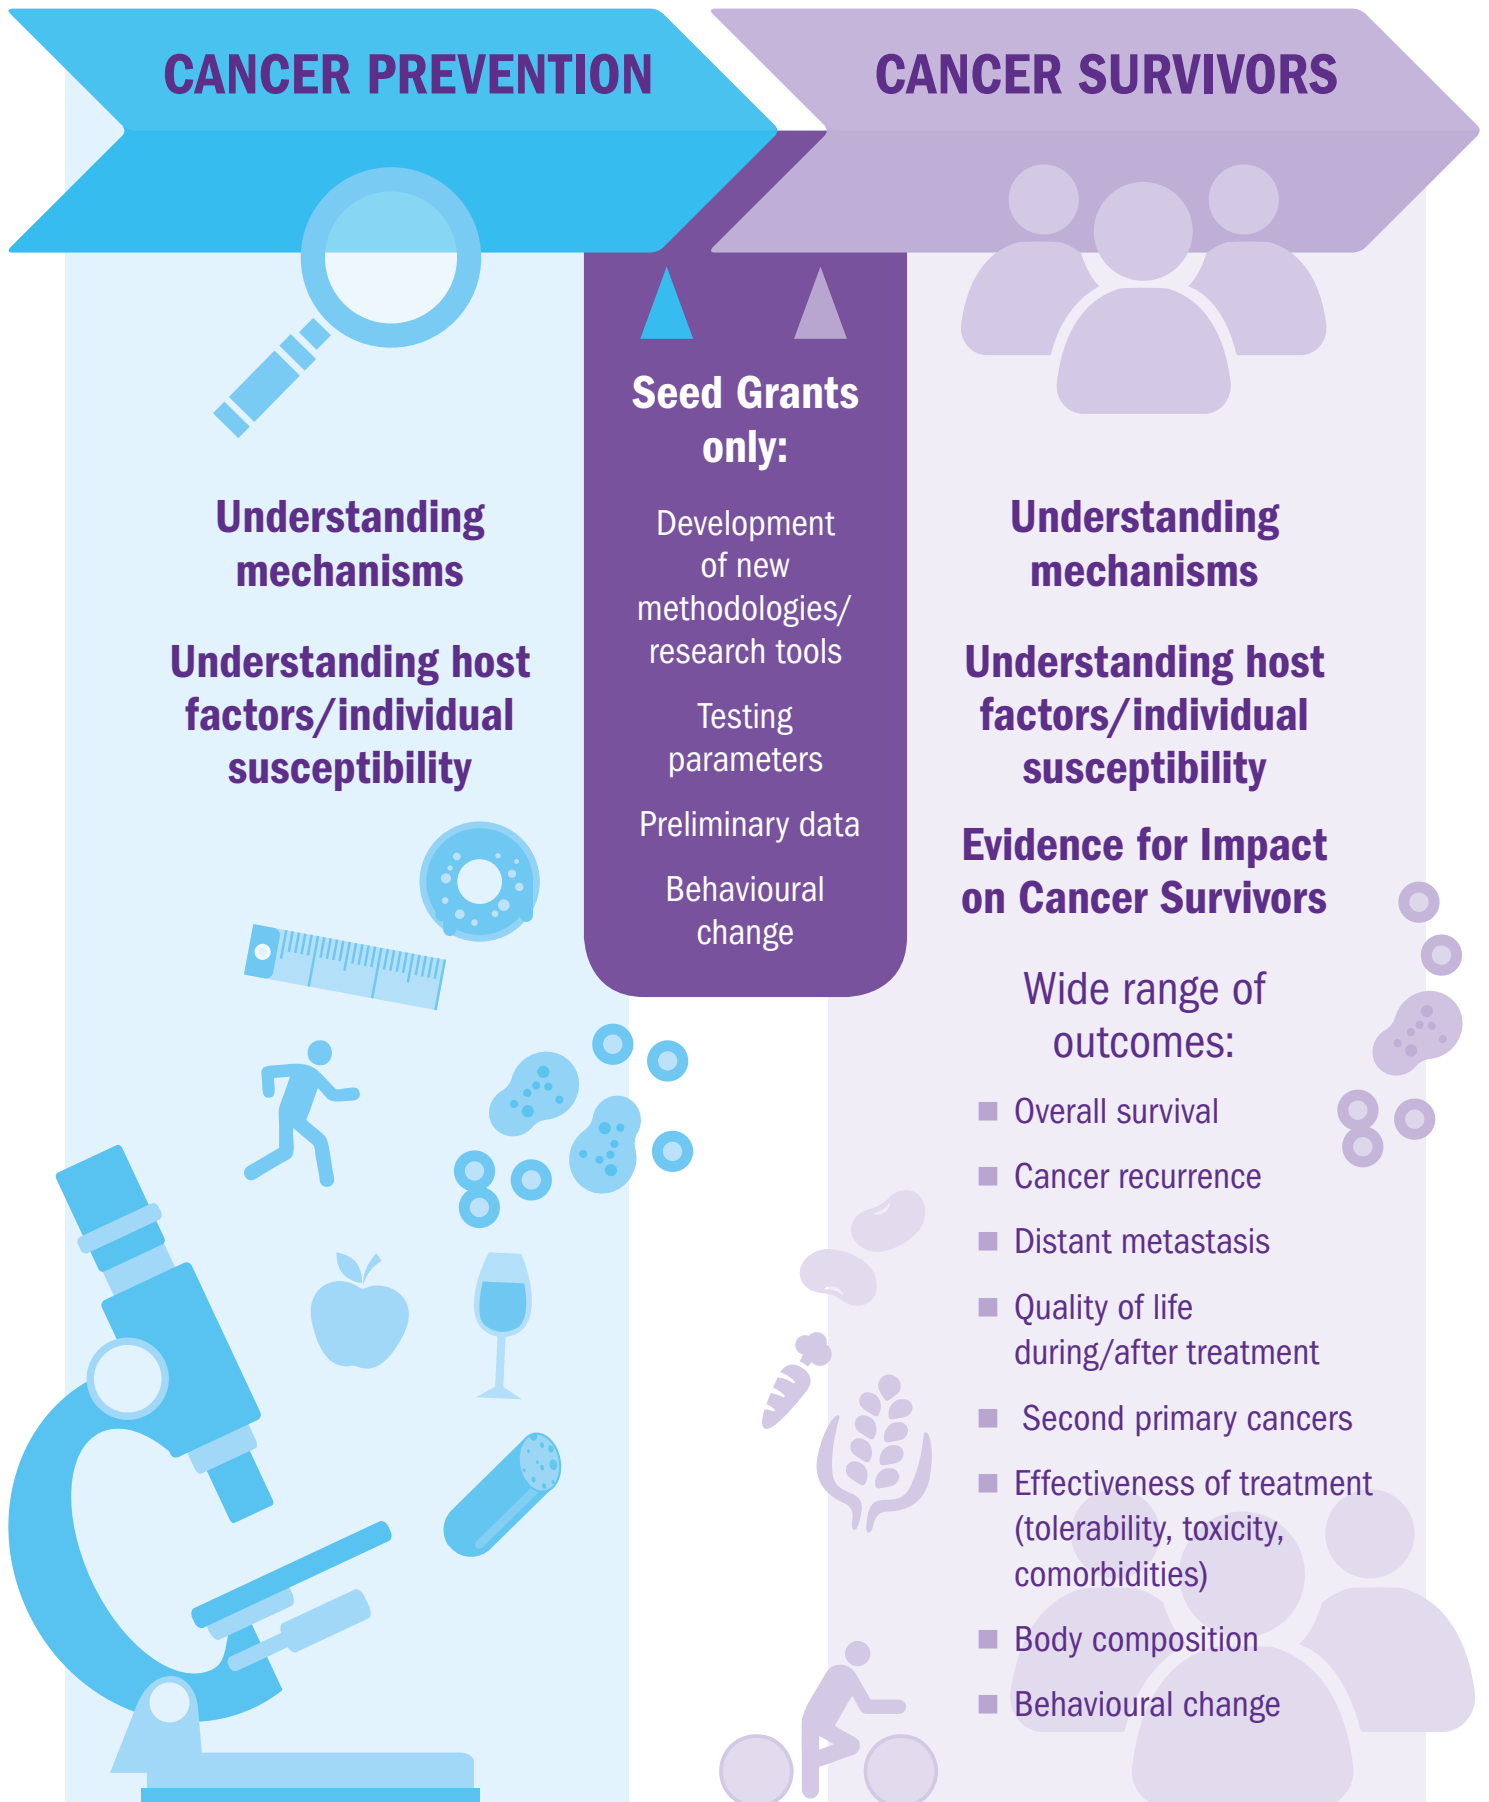 CANCER PREVENTION
CANCER SURVIVORS
Understanding
mechanisms
Understanding host
factors/individual
susceptibility
Seed Grants
only:
Development
of new
methodologies/
research tools
Testing
parameters
Preliminary data
Behavioural
change
Understanding
mechanisms
Understanding host
factors/individual
susceptibility
Evidence for Impact
on Cancer Survivors
Wide range of
outcomes:
Overall survival
Cancer recurrence
Distant metastasis
Quality of life
during/after treatment
Second primary cancers
Effectiveness of treatment
(tolerability, toxicity,
comorbidities)
Body composition
Behavioural change